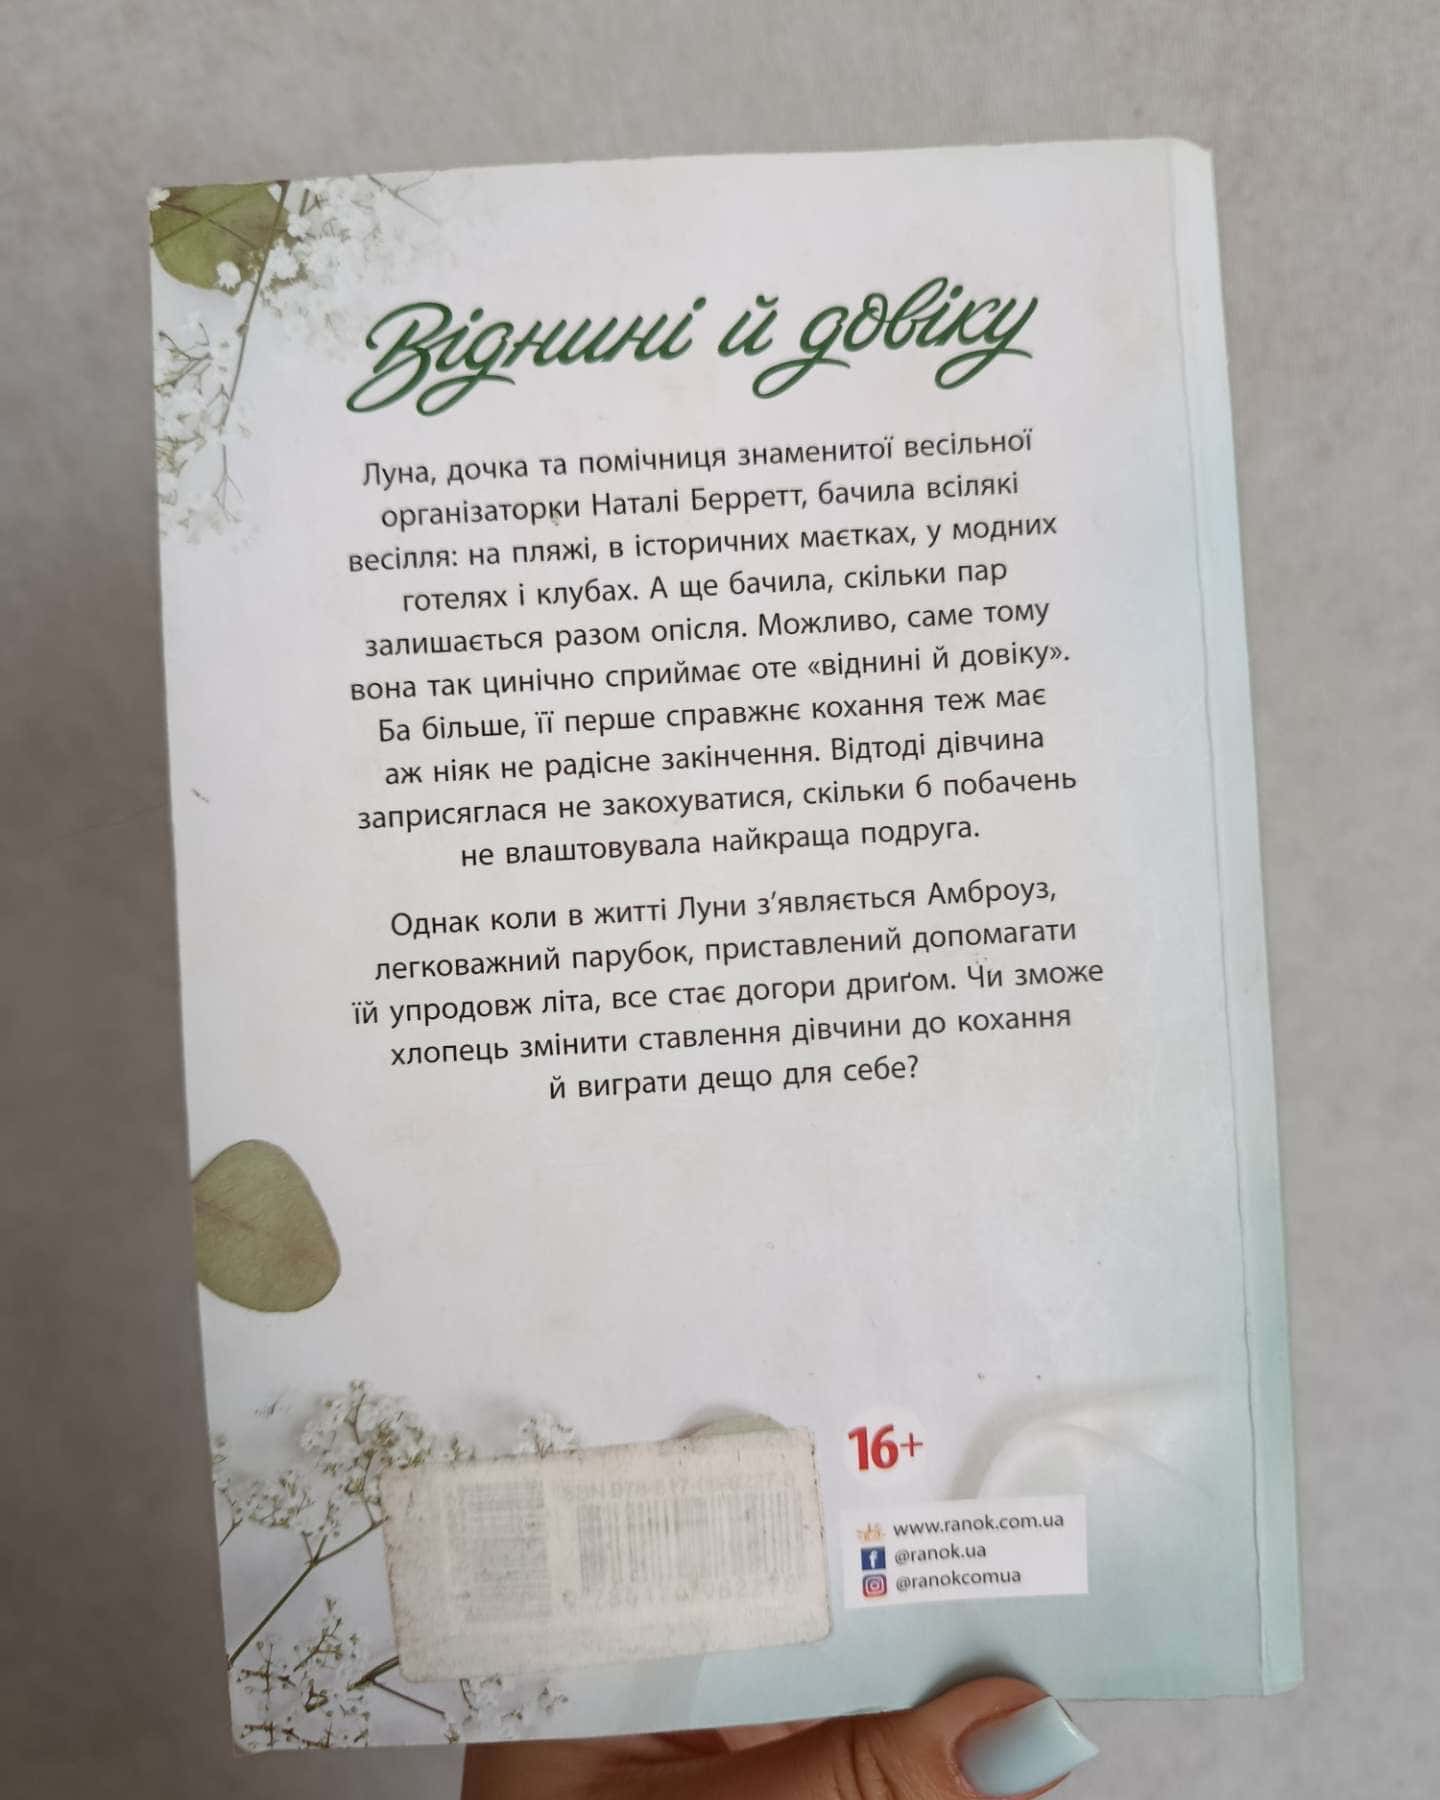 Віднині й довіку
Луна, дочка та помічниця знаменитої весільної
організаторки Наталі Берретт, бачила всілякі
весілля: на пляжі, в історичних маєтках, у модних
готелях і клубах. А ще бачила, скільки пар
залишається разом опісля. Можливо, саме тому
вона так цинічно сприймає оте «віднині й довіку».
Ба більше, її перше справжнє кохання теж має
аж ніяк не радісне закінчення. Відтоді дівчина
заприсяглася не закохуватися, скільки б побачень
не влаштовувала найкраща подруга.
Однак коли в житті Луни з’являється Амброуз,
легковажний парубок, приставлений допомагати
їй упродовж літа, все стає догори дриґом. Чи зможе
хлопець змінити ставлення дівчини до кохання
й виграти дещо для себе?
16+
ISBN
www.ranok.com.ua
@ranok.ua
@ranokcomua